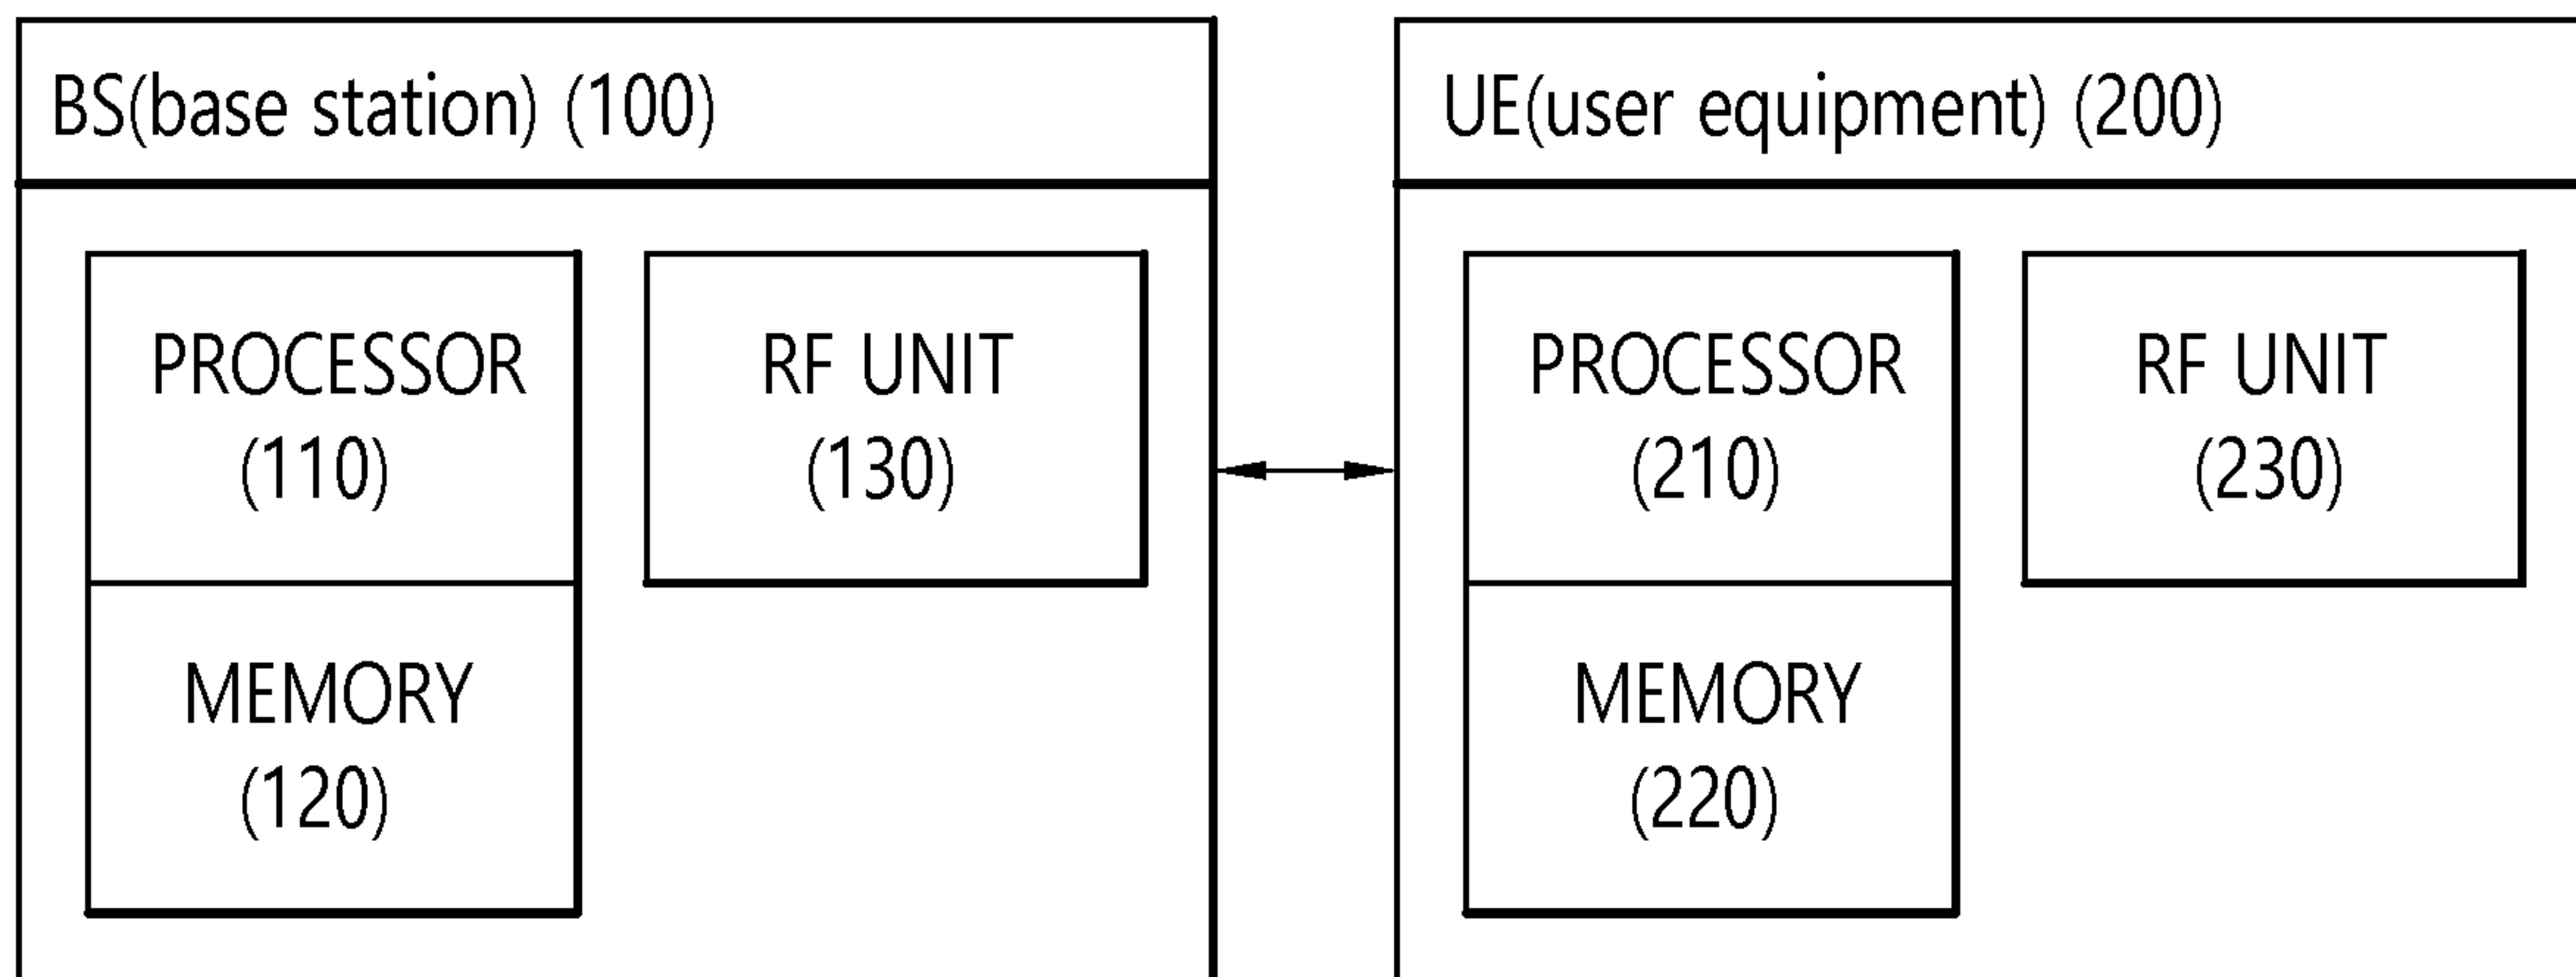 BS(base station) (100)
PROCESSOR
(110)
RF UNIT
(130)
MEMORY
(120)
UE(user equipment) (200)
PROCESSOR
(210)
RF UNIT
(230)
MEMORY
(220)